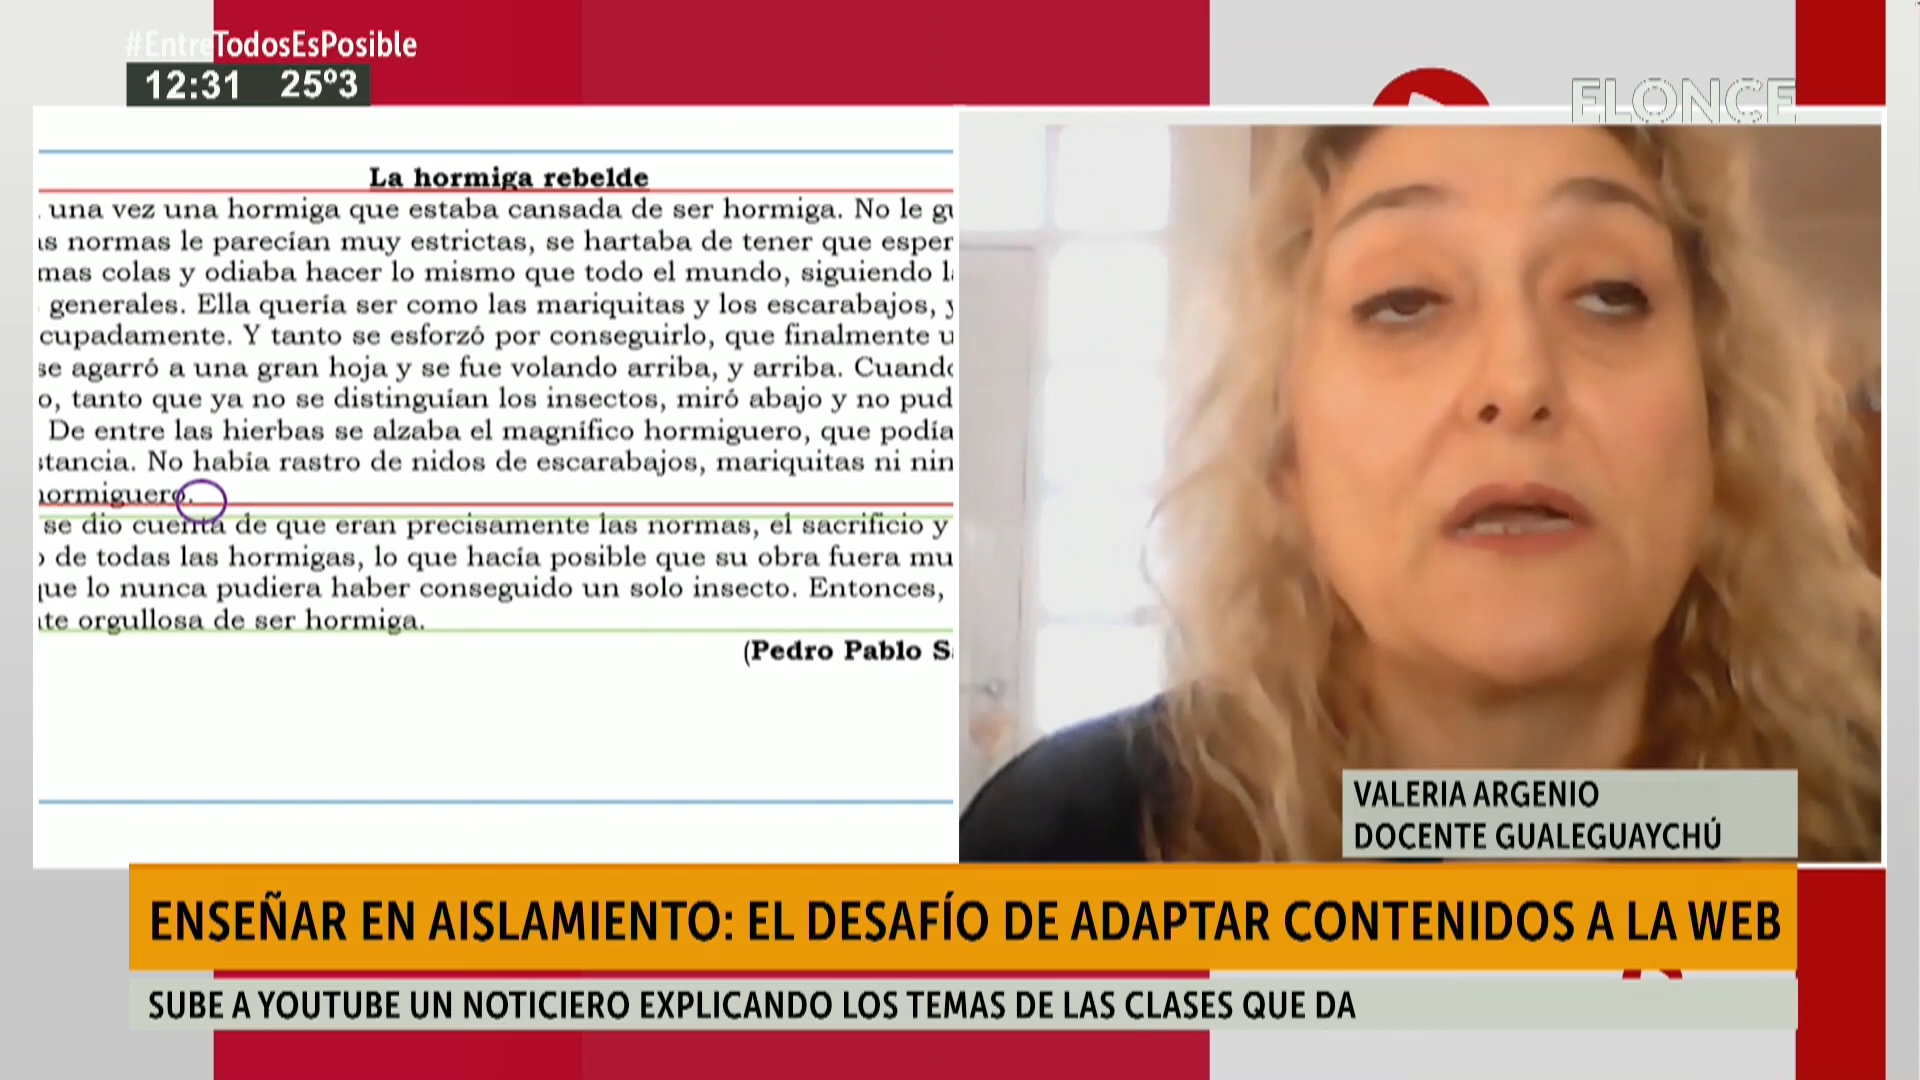 #EntreTodosEsPosible
12:31 25º3
ELONCE
La hormiga rebelde
una vez una hormiga que estaba cansada de ser hormiga. No le
normas le parecían muy estrictas, se hartaba de tener que
colas y odiaba hacer lo mismo que todo el mundo, siguiendo
generales. Ella quería ser como las mariquitas y los escarabajos, y
cupadamente. Y tanto se esforzó por conseguirlo, que finalmente
se agarró a una gran hoja y se fue volando arriba, y arriba.
o, tanto que ya no se distinguían los insectos, miró abajo y no
De entre las hierbas se alzaba el magnífico hormiguero, que podía
No había rastro de nidos de escarabajos, mariquitas ni
hormiguero.
se dio cuenta de que eran precisamente las normas, el sacrificio y
de todas las hormigas, lo que hacía posible que su obra fuera
que lo nunca pudiera haber conseguido un solo insecto. Entonces,
orgullosa de ser hormiga.
(Pedro Pablo
VALERIA ARGENIO
DOCENTE GUALEGUAYCHÚ
ENSEÑAR EN AISLAMIENTO: EL DESAFÍO DE ADAPTAR CONTENIDOS A LA WEB
SUBE A YOUTUBE UN NOTICIERO EXPLICANDO LOS TEMAS DE LAS CLASES QUE DA